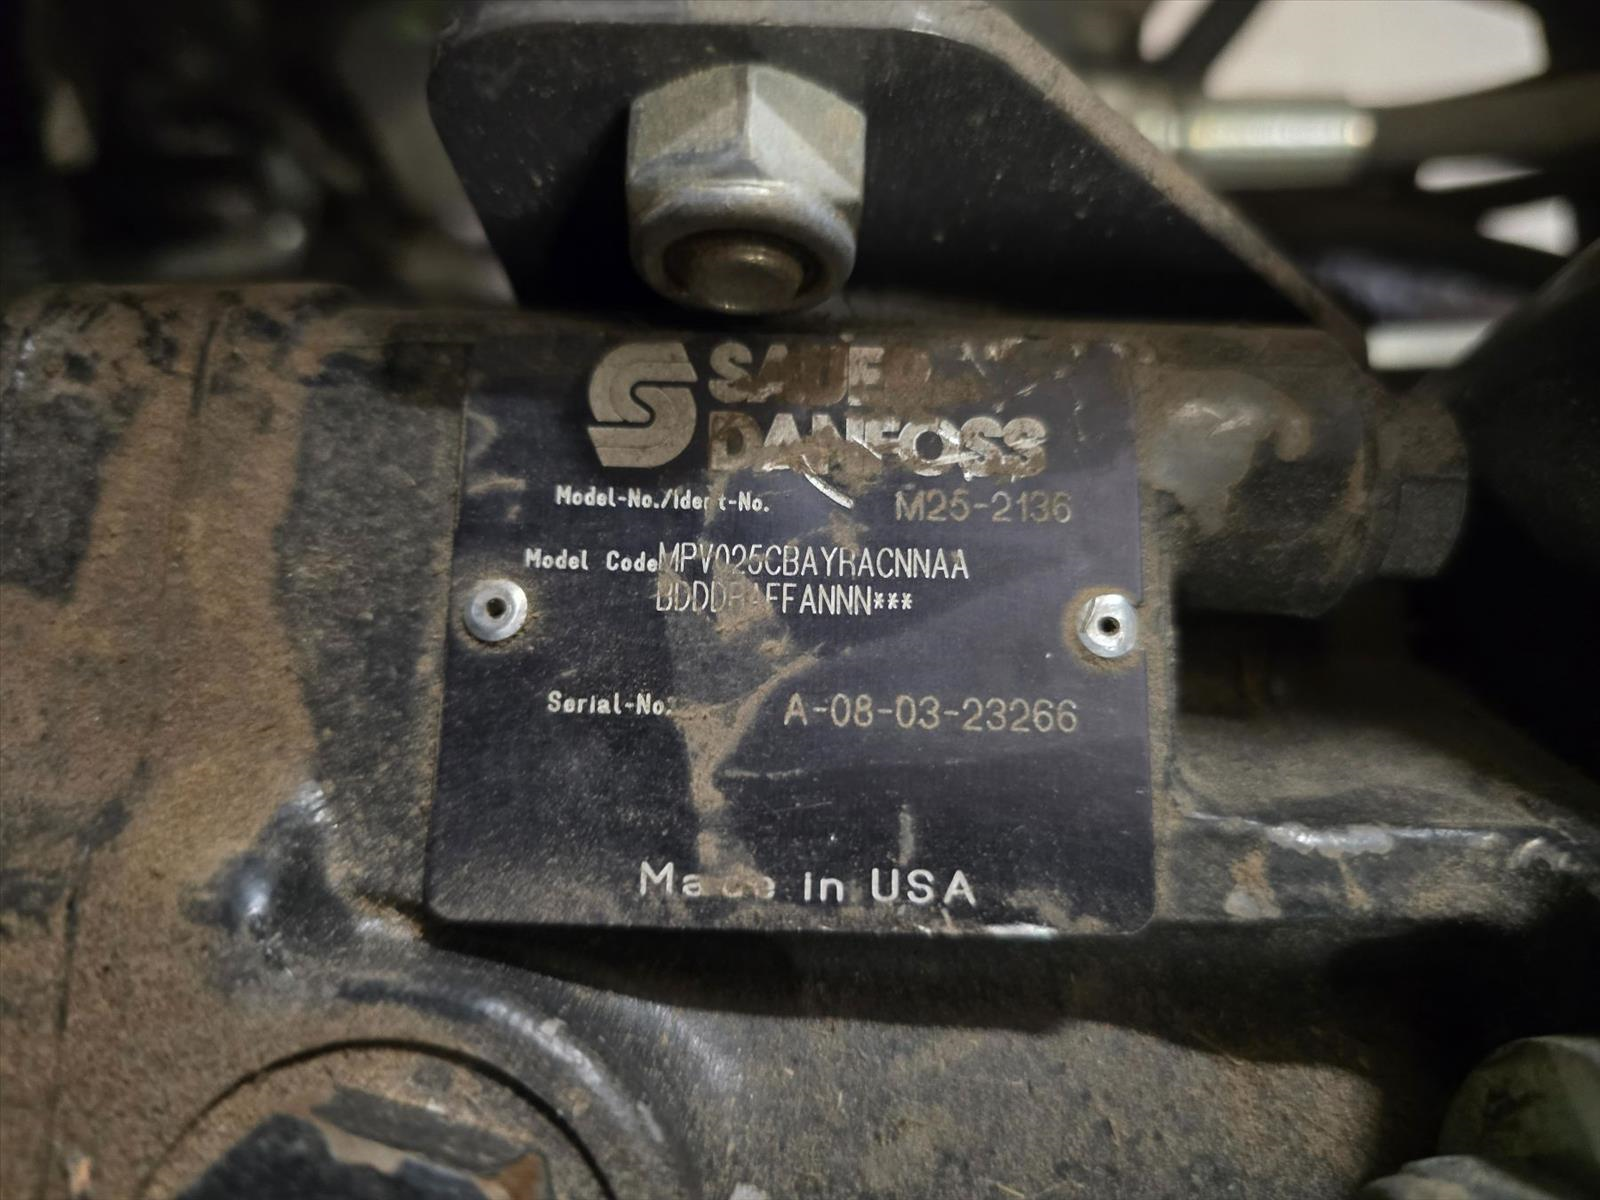 SAUER
DANFOSS
Model-No./Ident-No. M25-2136
Model Code MPV025CBAYRACNNAA
Serial-No: A-08-03-23266
Made in USA